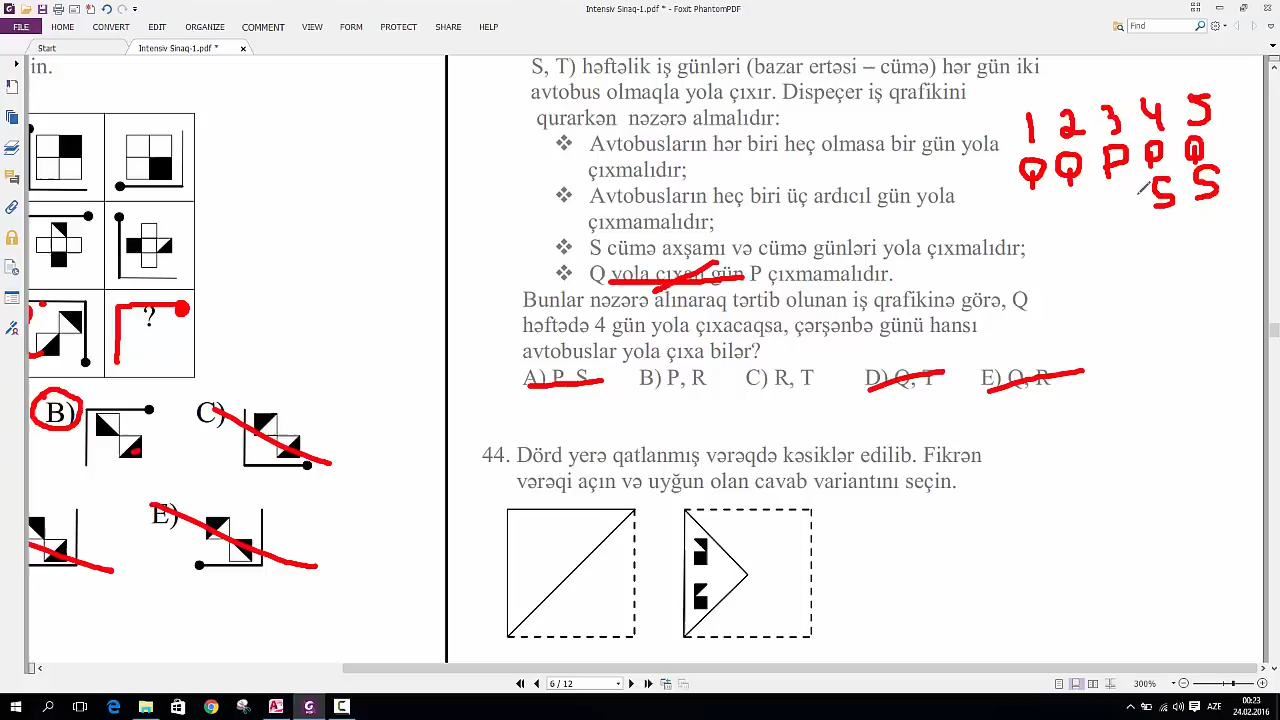 Intensiv Sinaq-1.pdf * - Foxit PhantomPDF
FILE HOME CONVERT EDIT ORGANIZE COMMENT VIEW FORM PROTECT SHARE HELP
Find
Start Intensiv Sinaq-1.pdf *
in.
?
B)
C)
E)
S, T) həftəlik iş günləri (bazar ertəsi – cümə) hər gün iki
avtobus olmaqla yola çıxır. Dispeçer iş qrafikini
qurarkən nəzərə almalıdır:
❖ Avtobusların hər biri heç olmasa bir gün yola
çıxmalıdır;
❖ Avtobusların heç biri üç ardıcıl gün yola
çıxmamalıdır;
❖ S cümə axşamı və cümə günləri yola çıxmalıdır;
❖ Q yola çıxan gün P çıxmamalıdır.
Bunlar nəzərə alınaraq tərtib olunan iş qrafikinə görə, Q
həftədə 4 gün yola çıxacaqsa, çərşənbə günü hansı
avtobuslar yola çıxa bilər?
A) P, S B) P, R C) R, T D) Q, T E) Q, R
1 2 3 4 5
Q Q P Q Q
S S
44. Dörd yerə qatlanmış vərəqdə kəsiklər edilib. Fikrən
vərəqi açın və uyğun olan cavab variantını seçin.
6 / 12
300%
AZE
00:23
24.02.2016